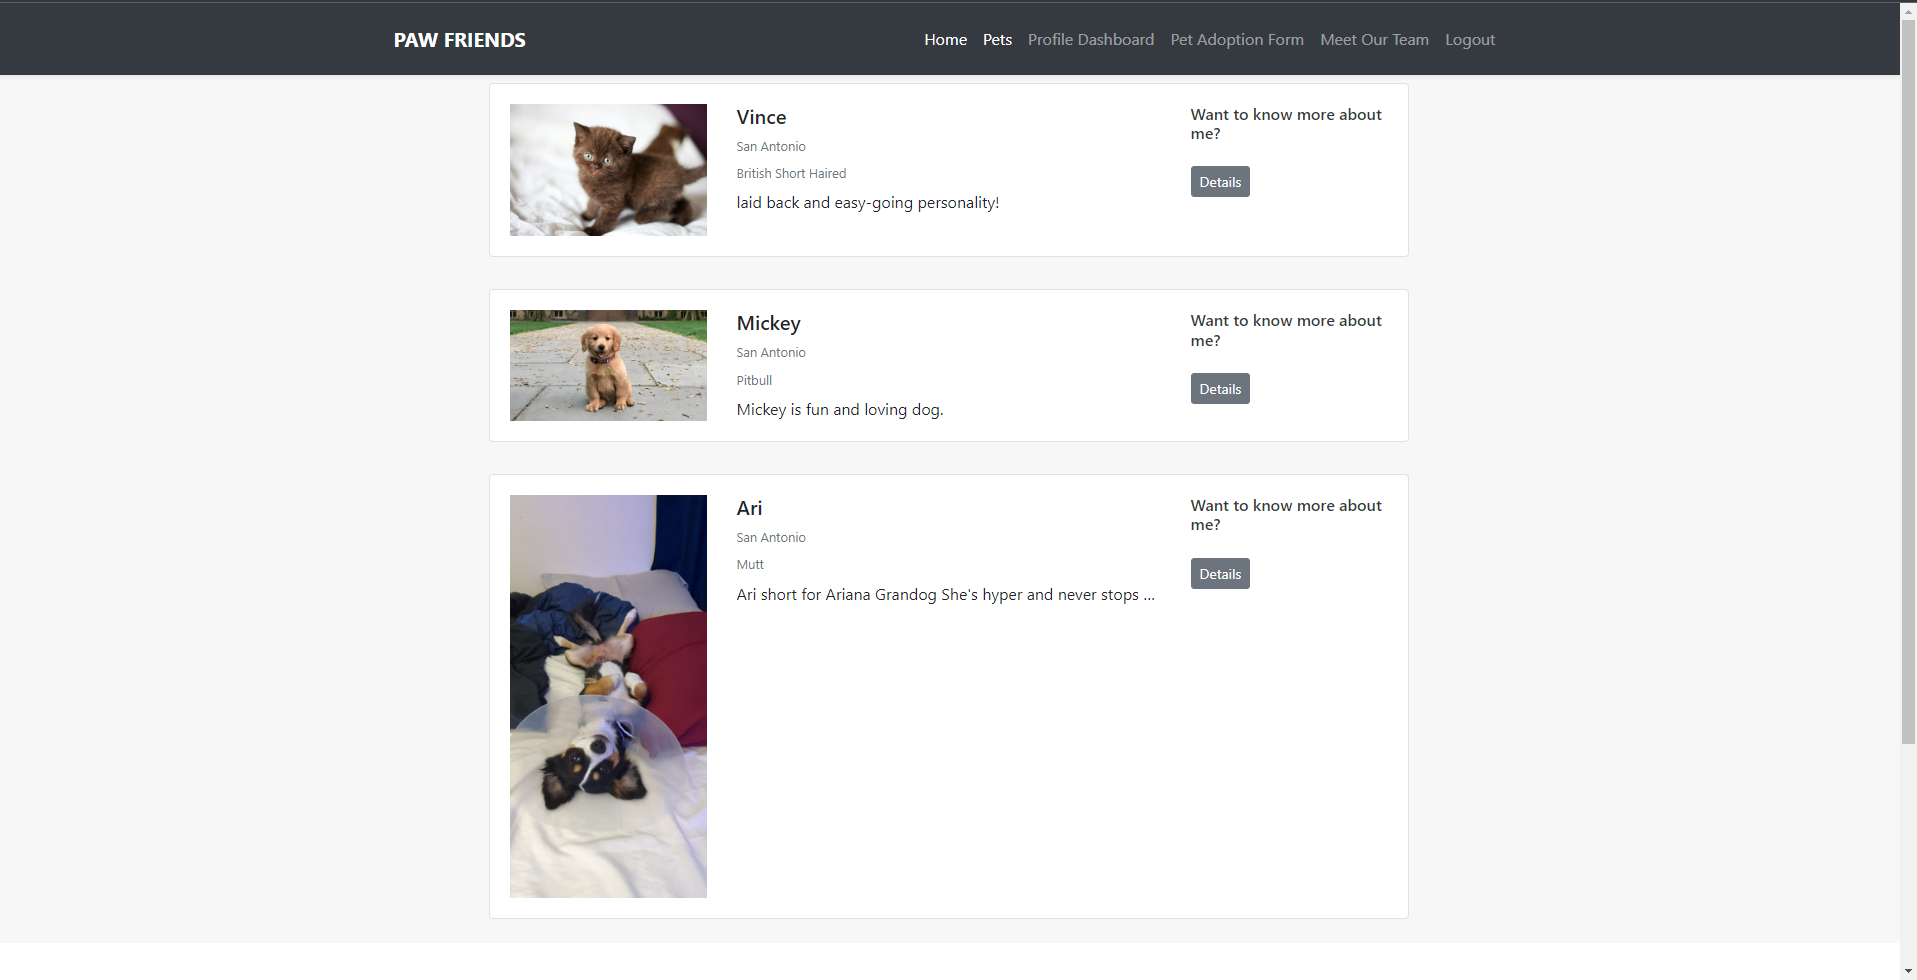 PAW FRIENDS
Home Pets Profile Dashboard Pet Adoption Form Meet Our Team Logout
Vince
San Antonio
British Short Haired
laid back and easy-going personality!
Want to know more about
me?
Details
Mickey
San Antonio
Pitbull
Mickey is fun and loving dog.
Want to know more about
me?
Details
Ari
San Antonio
Mutt
Ari short for Ariana Grandog She's hyper and never stops ...
Want to know more about
me?
Details